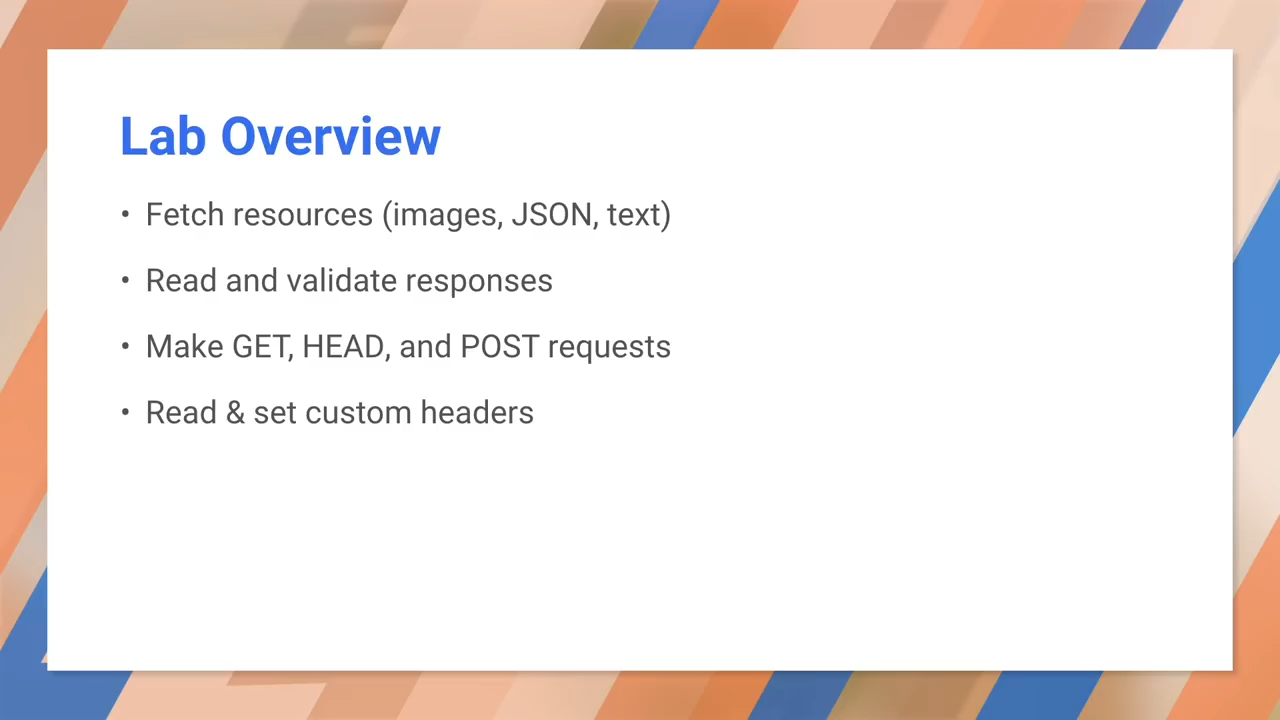 Lab Overview
• Fetch resources (images, JSON, text)
• Read and validate responses
• Make GET, HEAD, and POST requests
• Read & set custom headers